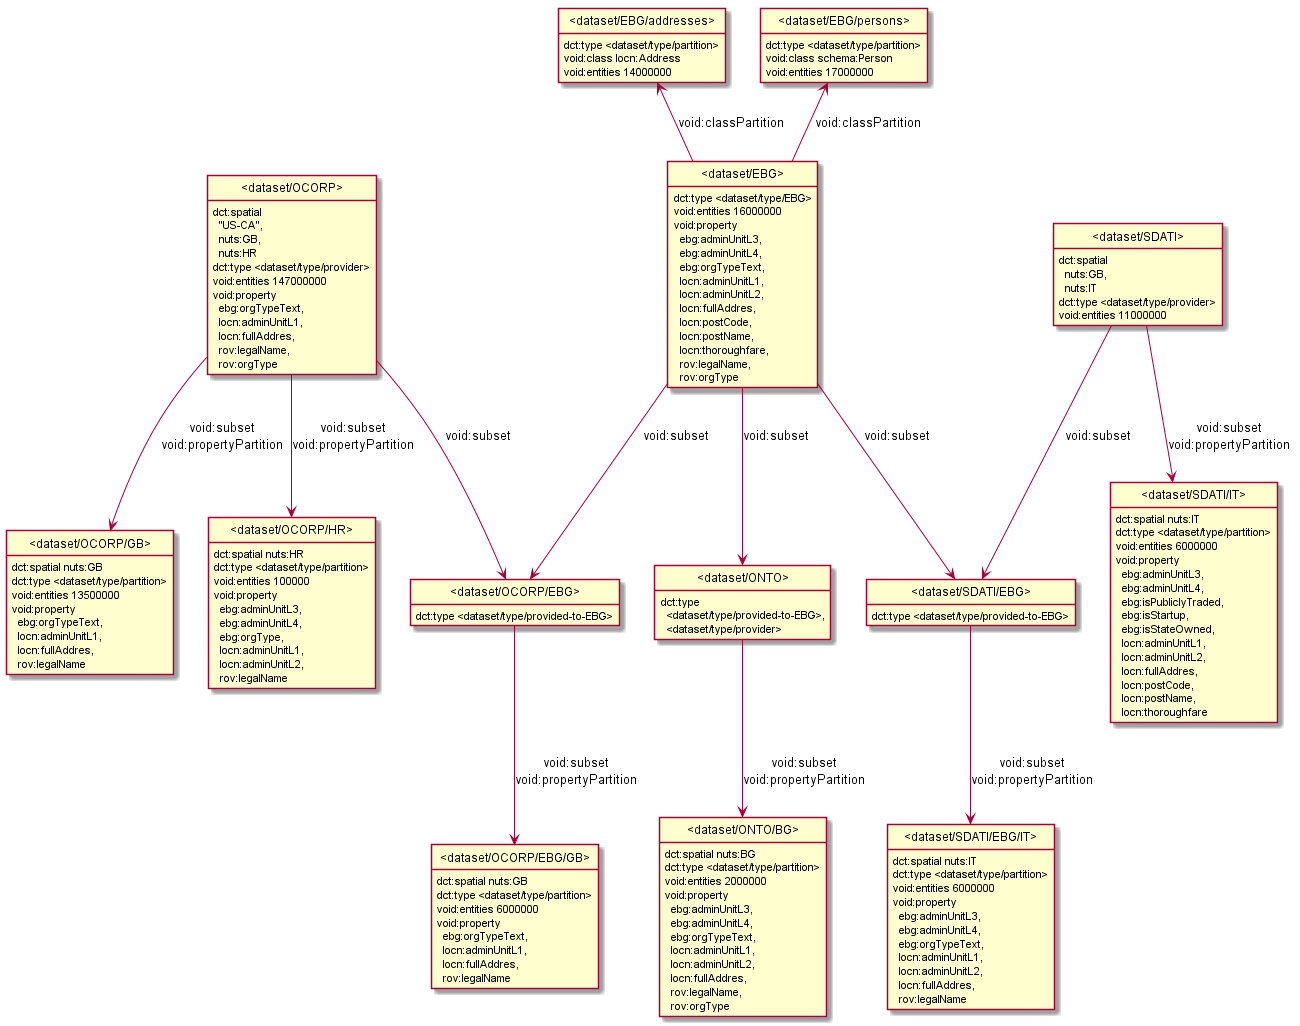 <dataset/EBG/addresses>
dct:type <dataset/type/partition>
void:class locn:Address
void:entities 14000000
<dataset/EBG/persons>
dct:type <dataset/type/partition>
void:class schema:Person
void:entities 17000000
void:classPartition
void:classPartition
<dataset/OCORP>
dct:spatial
"US-CA",
nuts:GB,
nuts:HR
dct:type <dataset/type/provider>
void:entities 147000000
void:property
ebg:orgTypeText,
locn:adminUnitL1,
locn:fullAddres,
rov:legalName,
rov:orgType
<dataset/EBG>
dct:type <dataset/type/EBG>
void:entities 16000000
void:property
ebg:adminUnitL3,
ebg:adminUnitL4,
ebg:orgTypeText,
locn:adminUnitL1,
locn:adminUnitL2,
locn:fullAddres,
locn:postCode,
locn:postName,
locn:thoroughfare,
rov:legalName,
rov:orgType
<dataset/SDATI>
dct:spatial
nuts:GB,
nuts:IT
dct:type <dataset/type/provider>
void:entities 11000000
void:subset
void:propertyPartition
void:subset
void:propertyPartition
void:subset
void:subset
void:subset
void:subset
void:subset
void:subset
void:propertyPartition
<dataset/OCORP/GB>
dct:spatial nuts:GB
dct:type <dataset/type/partition>
void:entities 13500000
void:property
ebg:orgTypeText,
locn:adminUnitL1,
locn:fullAddres,
rov:legalName
<dataset/OCORP/HR>
dct:spatial nuts:HR
dct:type <dataset/type/partition>
void:entities 100000
void:property
ebg:adminUnitL3,
ebg:adminUnitL4,
ebg:orgType,
locn:adminUnitL1,
locn:adminUnitL2,
rov:legalName
<dataset/OCORP/EBG>
dct:type <dataset/type/provided-to-EBG>
<dataset/ONTO>
dct:type
<dataset/type/provided-to-EBG>,
<dataset/type/provider>
<dataset/SDATI/EBG>
dct:type <dataset/type/provided-to-EBG>
<dataset/SDATI/IT>
dct:spatial nuts:IT
dct:type <dataset/type/partition>
void:entities 6000000
void:property
ebg:adminUnitL3,
ebg:adminUnitL4,
ebg:isPubliclyTraded,
ebg:isStartup,
ebg:isStateOwned,
locn:adminUnitL1,
locn:adminUnitL2,
locn:fullAddres,
locn:postCode,
locn:postName,
locn:thoroughfare
void:subset
void:propertyPartition
void:subset
void:propertyPartition
void:subset
void:propertyPartition
<dataset/OCORP/EBG/GB>
dct:spatial nuts:GB
dct:type <dataset/type/partition>
void:entities 6000000
void:property
ebg:orgTypeText,
locn:adminUnitL1,
locn:fullAddres,
rov:legalName
<dataset/ONTO/BG>
dct:spatial nuts:BG
dct:type <dataset/type/partition>
void:entities 2000000
void:property
ebg:adminUnitL3,
ebg:adminUnitL4,
ebg:orgTypeText,
locn:adminUnitL1,
locn:adminUnitL2,
locn:fullAddres,
rov:legalName,
rov:orgType
<dataset/SDATI/EBG/IT>
dct:spatial nuts:IT
dct:type <dataset/type/partition>
void:entities 6000000
void:property
ebg:adminUnitL3,
ebg:adminUnitL4,
ebg:orgTypeText,
locn:adminUnitL1,
locn:adminUnitL2,
locn:fullAddres,
rov:legalName